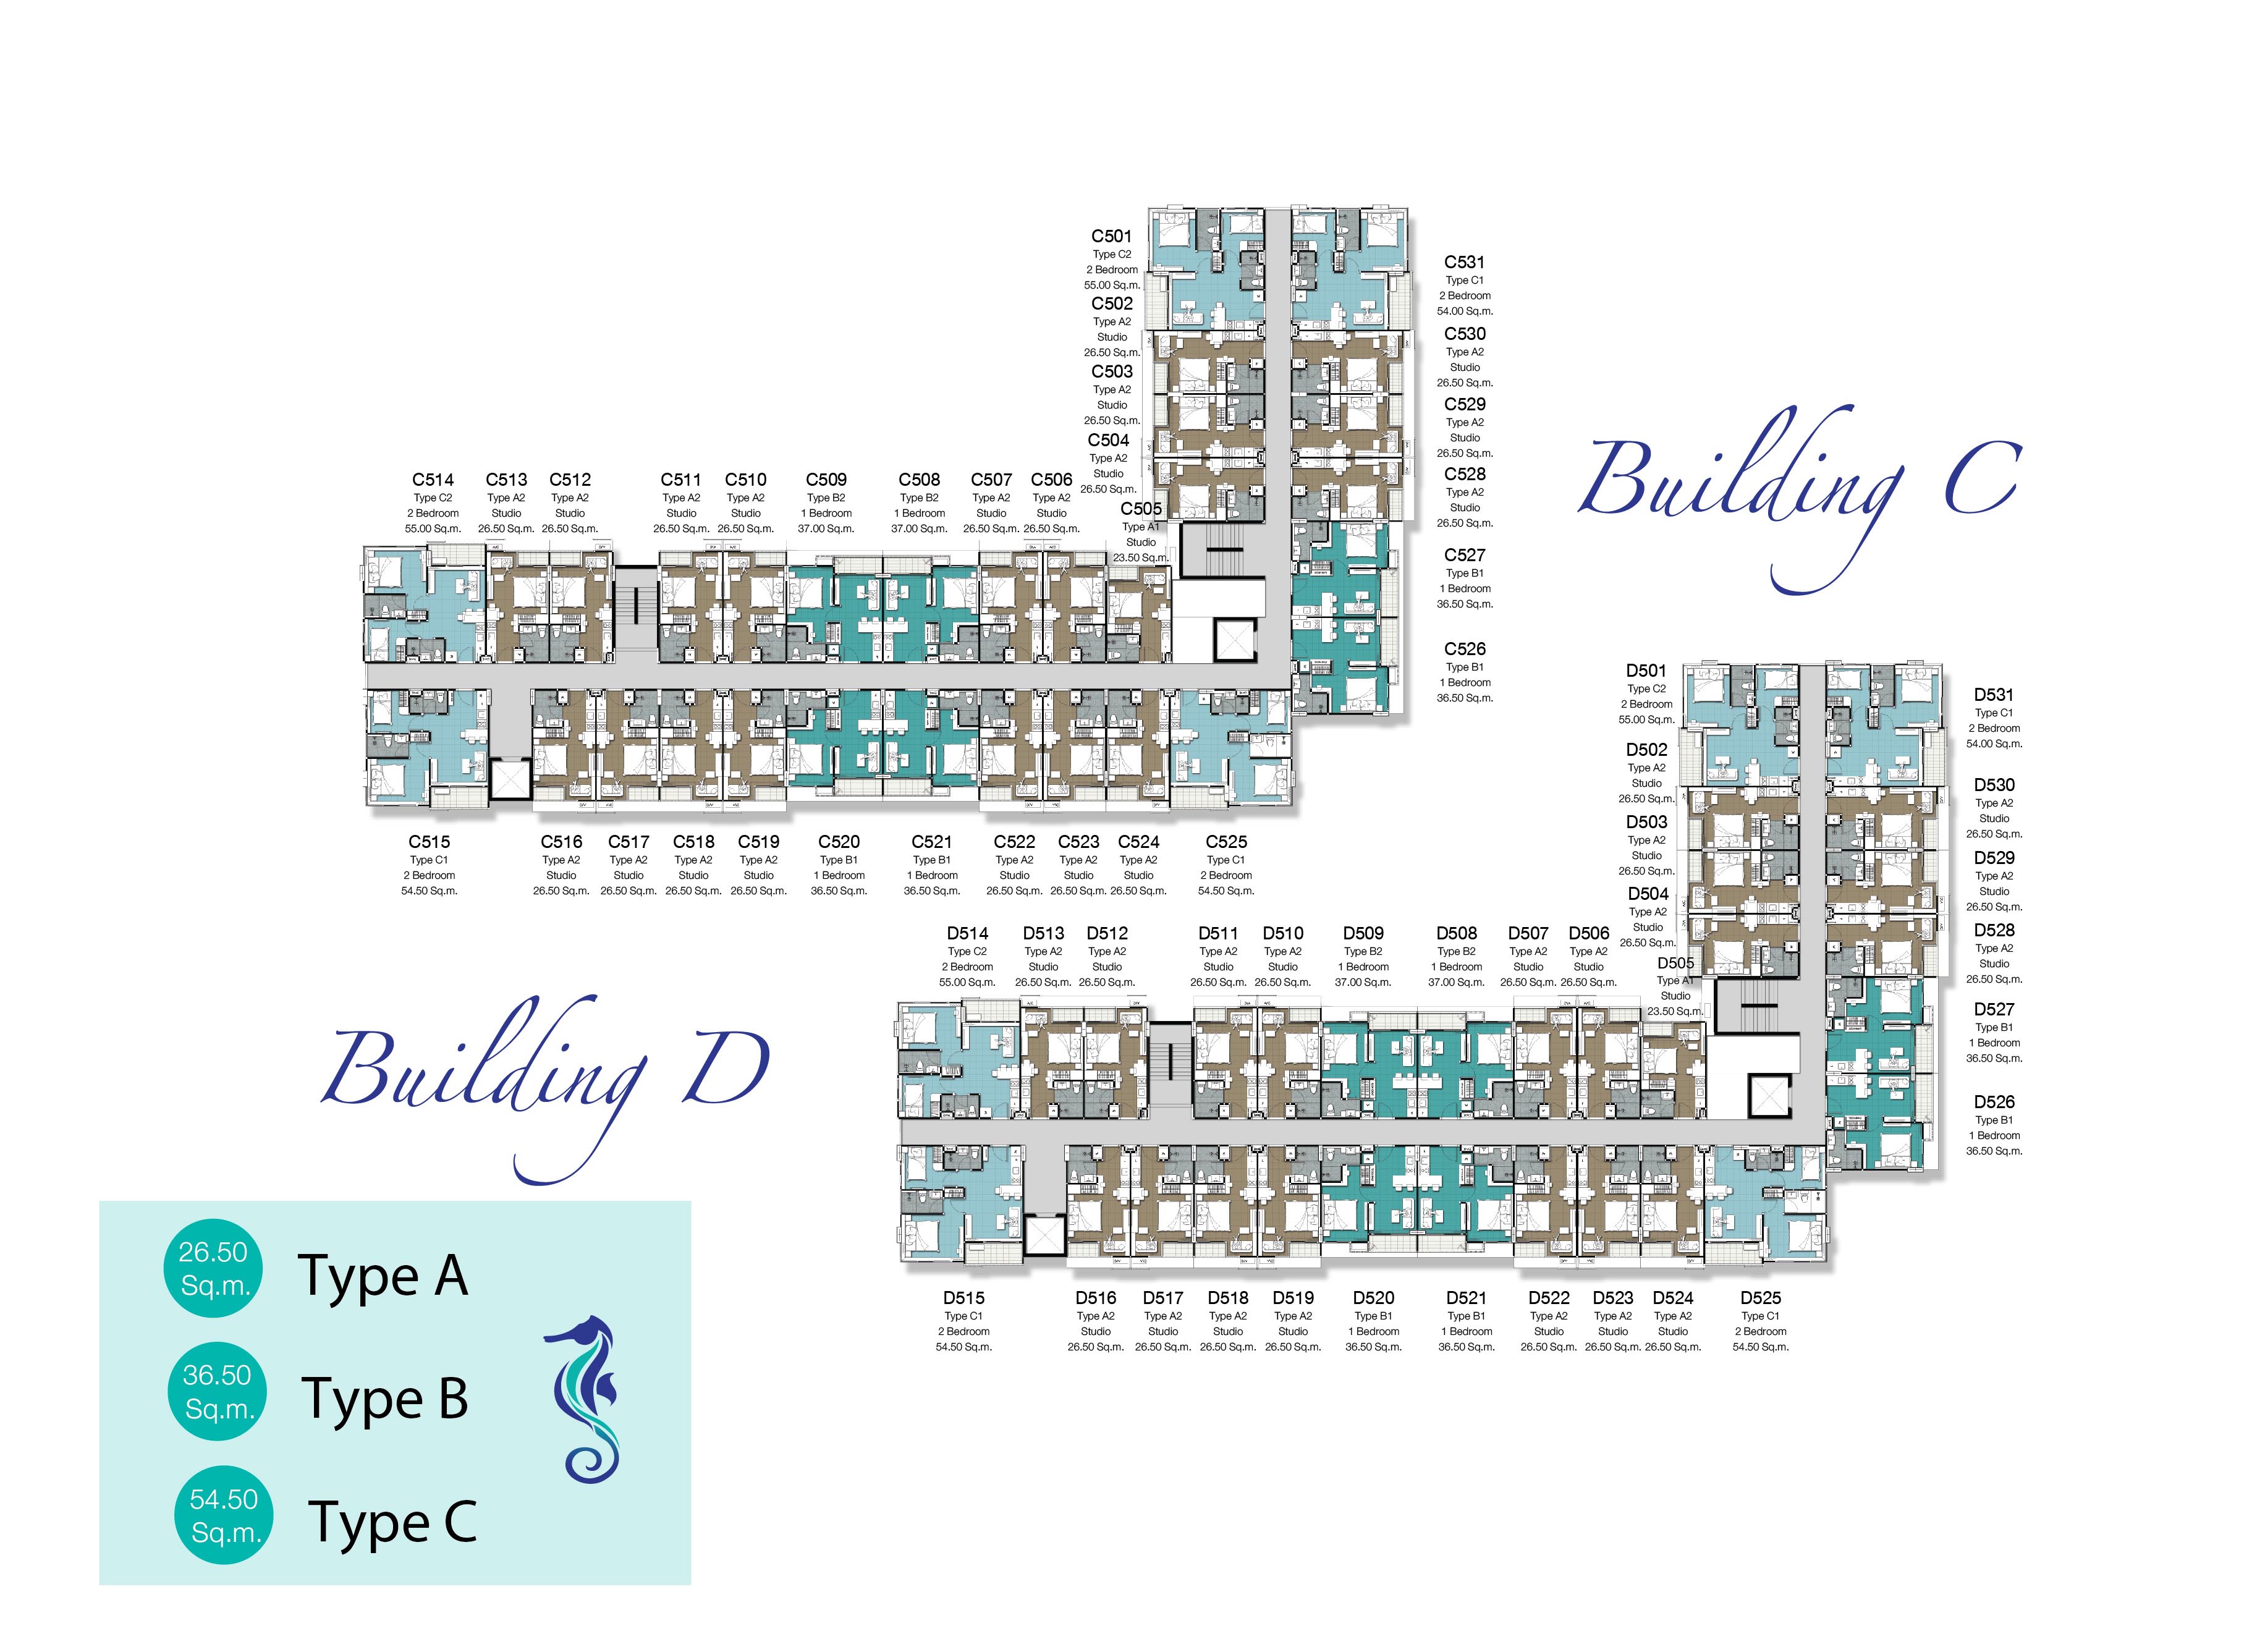 C501
Type C2
2 Bedroom
55.00 Sq.m.
C502
Type A2
Studio
26.50 Sq.m.
C503
Type A2
Studio
26.50 Sq.m.
C504
Type A2
Studio
26.50 Sq.m.
C505
Type A1
Studio
23.50 Sq.m.
C531
Type C1
2 Bedroom
54.00 Sq.m.
C530
Type A2
Studio
26.50 Sq.m.
C529
Type A2
Studio
26.50 Sq.m.
C528
Type A2
Studio
26.50 Sq.m.
C527
Type B1
1 Bedroom
36.50 Sq.m.
C526
Type B1
1 Bedroom
36.50 Sq.m.
Building C
C514 C513 C512 C511 C510 C509 C508 C507 C506
Type C2 Type A2 Type A2 Type A2 Type A2 Type B2 Type B2 Type A2 Type A2
2 Bedroom Studio Studio Studio Studio 1 Bedroom 1 Bedroom Studio Studio
55.00 Sq.m. 26.50 Sq.m. 26.50 Sq.m. 26.50 Sq.m. 26.50 Sq.m. 37.00 Sq.m. 37.00 Sq.m. 26.50 Sq.m. 26.50 Sq.m.
C515 C516 C517 C518 C519 C520 C521 C522 C523 C524 C525
Type C1 Type A2 Type A2 Type A2 Type A2 Type B1 Type B1 Type A2 Type A2 Type A2 Type C1
2 Bedroom Studio Studio Studio Studio 1 Bedroom 1 Bedroom Studio Studio Studio 2 Bedroom
54.50 Sq.m. 26.50 Sq.m. 26.50 Sq.m. 26.50 Sq.m. 26.50 Sq.m. 36.50 Sq.m. 36.50 Sq.m. 26.50 Sq.m. 26.50 Sq.m. 26.50 Sq.m. 54.50 Sq.m.
D501
Type C2
2 Bedroom
55.00 Sq.m.
D502
Type A2
Studio
26.50 Sq.m.
D503
Type A2
Studio
26.50 Sq.m.
D504
Type A2
Studio
26.50 Sq.m.
D505
Type A1
Studio
23.50 Sq.m.
D531
Type C1
2 Bedroom
54.00 Sq.m.
D530
Type A2
Studio
26.50 Sq.m.
D529
Type A2
Studio
26.50 Sq.m.
D528
Type A2
Studio
26.50 Sq.m.
D527
Type B1
1 Bedroom
36.50 Sq.m.
D526
Type B1
1 Bedroom
36.50 Sq.m.
Building D
D514 D513 D512 D511 D510 D509 D508 D507 D506
Type C2 Type A2 Type A2 Type A2 Type A2 Type B2 Type B2 Type A2 Type A2
2 Bedroom Studio Studio Studio Studio 1 Bedroom 1 Bedroom Studio Studio
55.00 Sq.m. 26.50 Sq.m. 26.50 Sq.m. 26.50 Sq.m. 26.50 Sq.m. 37.00 Sq.m. 37.00 Sq.m. 26.50 Sq.m. 26.50 Sq.m.
D515 D516 D517 D518 D519 D520 D521 D522 D523 D524 D525
Type C1 Type A2 Type A2 Type A2 Type A2 Type B1 Type B1 Type A2 Type A2 Type A2 Type C1
2 Bedroom Studio Studio Studio Studio 1 Bedroom 1 Bedroom Studio Studio Studio 2 Bedroom
54.50 Sq.m. 26.50 Sq.m. 26.50 Sq.m. 26.50 Sq.m. 26.50 Sq.m. 36.50 Sq.m. 36.50 Sq.m. 26.50 Sq.m. 26.50 Sq.m. 26.50 Sq.m. 54.50 Sq.m.
26.50
Sq.m.
Type A
36.50
Sq.m.
Type B
54.50
Sq.m.
Type C